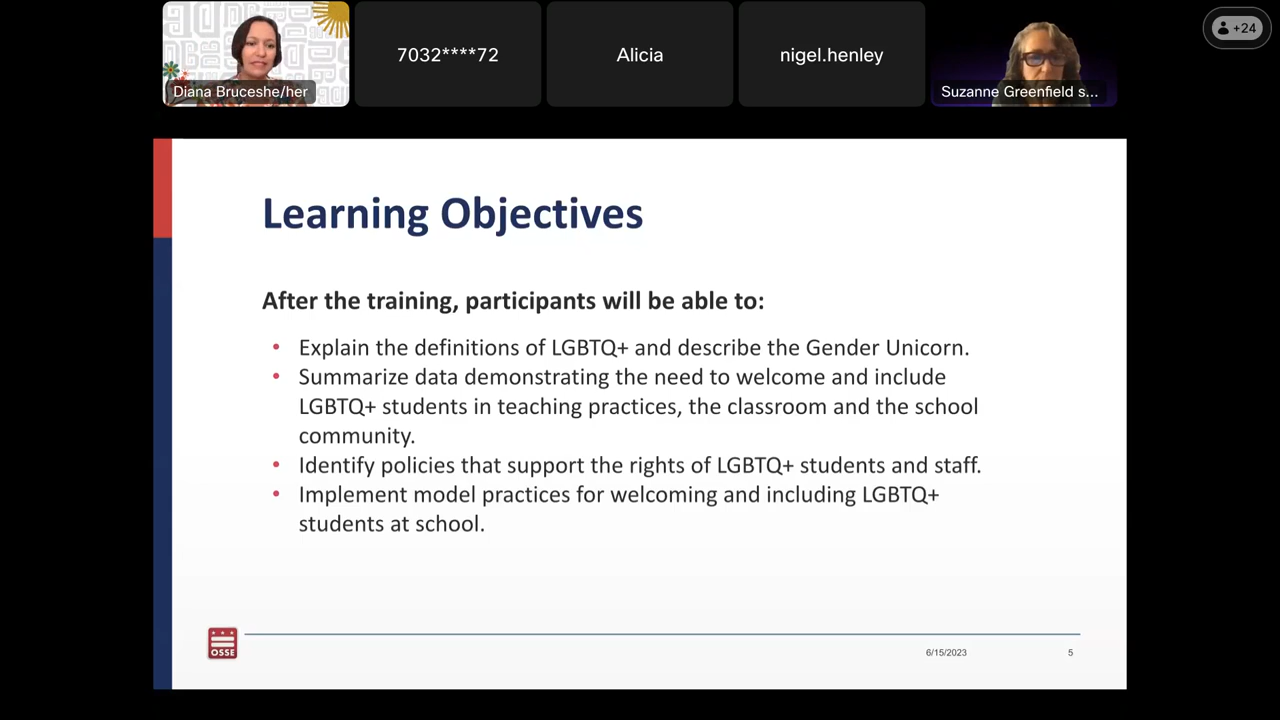 Diana Bruceshe/her
7032****72
Alicia
nigel.henley
Suzanne Greenfield s...
+24
Learning Objectives
After the training, participants will be able to:
• Explain the definitions of LGBTQ+ and describe the Gender Unicorn.
• Summarize data demonstrating the need to welcome and include
LGBTQ+ students in teaching practices, the classroom and the school
community.
• Identify policies that support the rights of LGBTQ+ students and staff.
• Implement model practices for welcoming and including LGBTQ+
students at school.
OSSE
6/15/2023
5